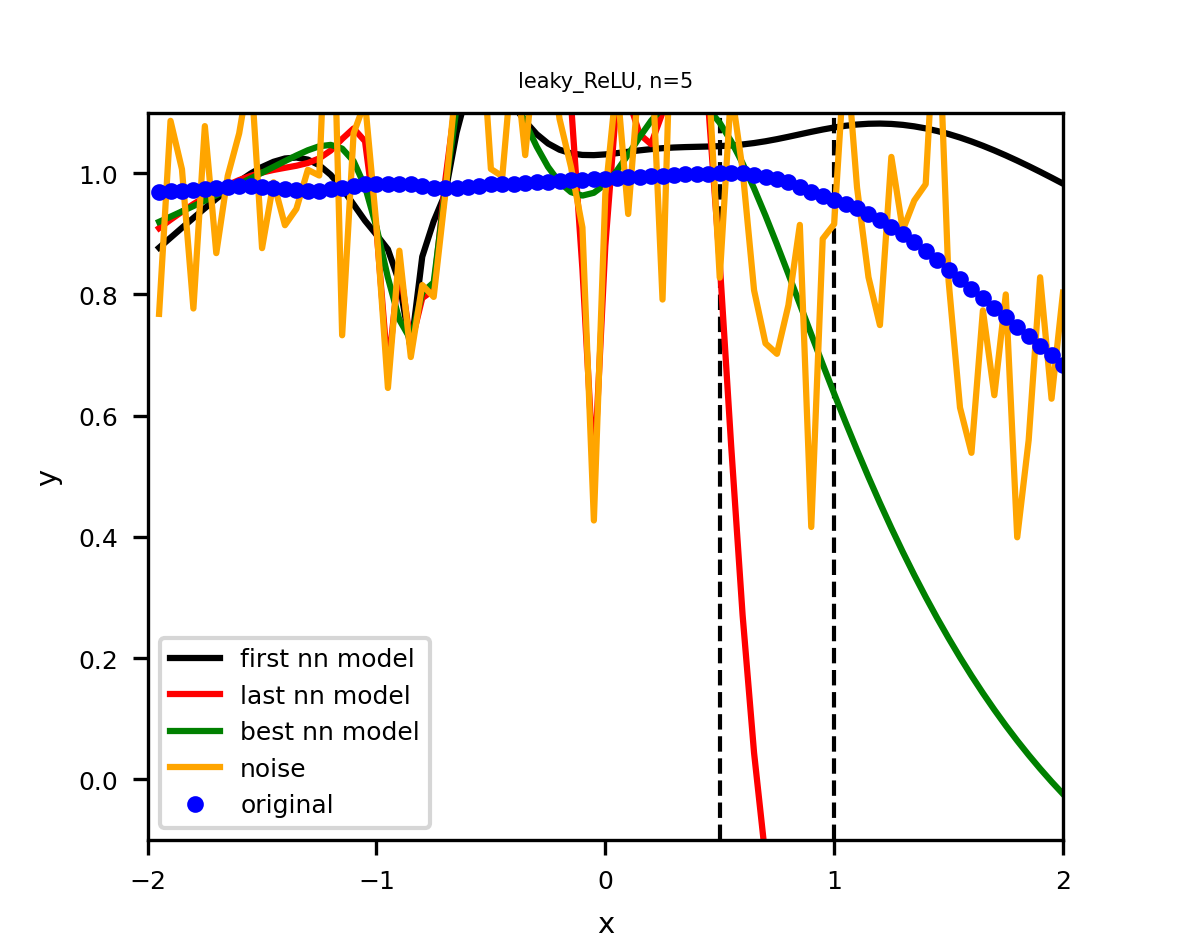 leaky_ReLU, n=5
1.0
0.8
0.6
0.4
0.2
0.0
y
first nn model
last nn model
best nn model
noise
original
−2 −1 0 1 2
x